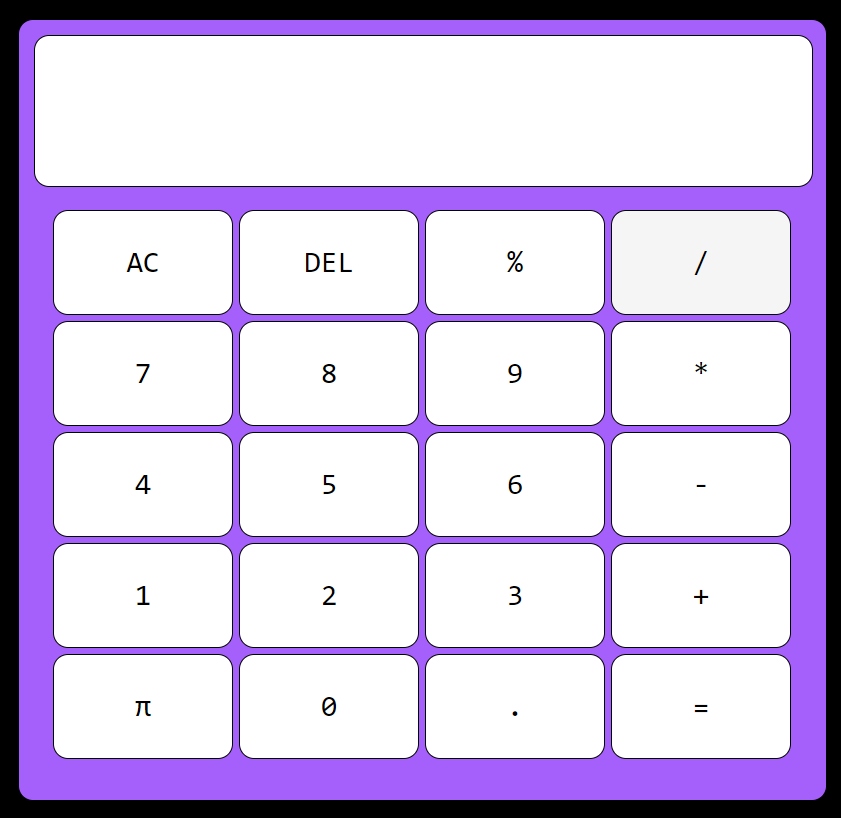 AC DEL % /
7 8 9 *
4 5 6 -
1 2 3 +
π 0 . =